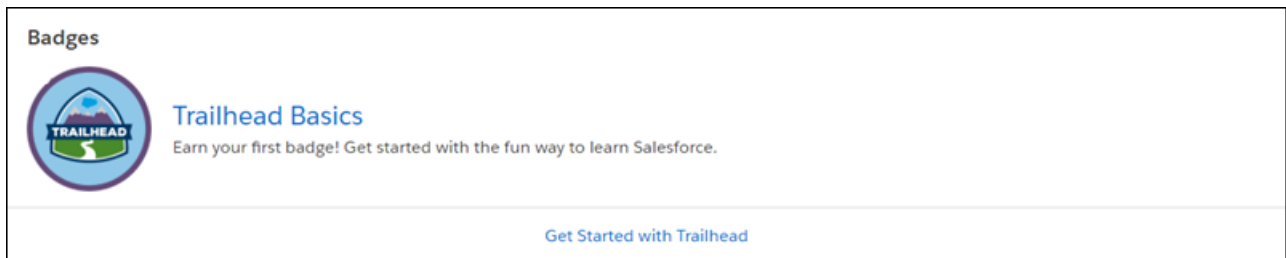 Badges
TRAILHEAD
Trailhead Basics
Earn your first badge! Get started with the fun way to learn Salesforce.
Get Started with Trailhead